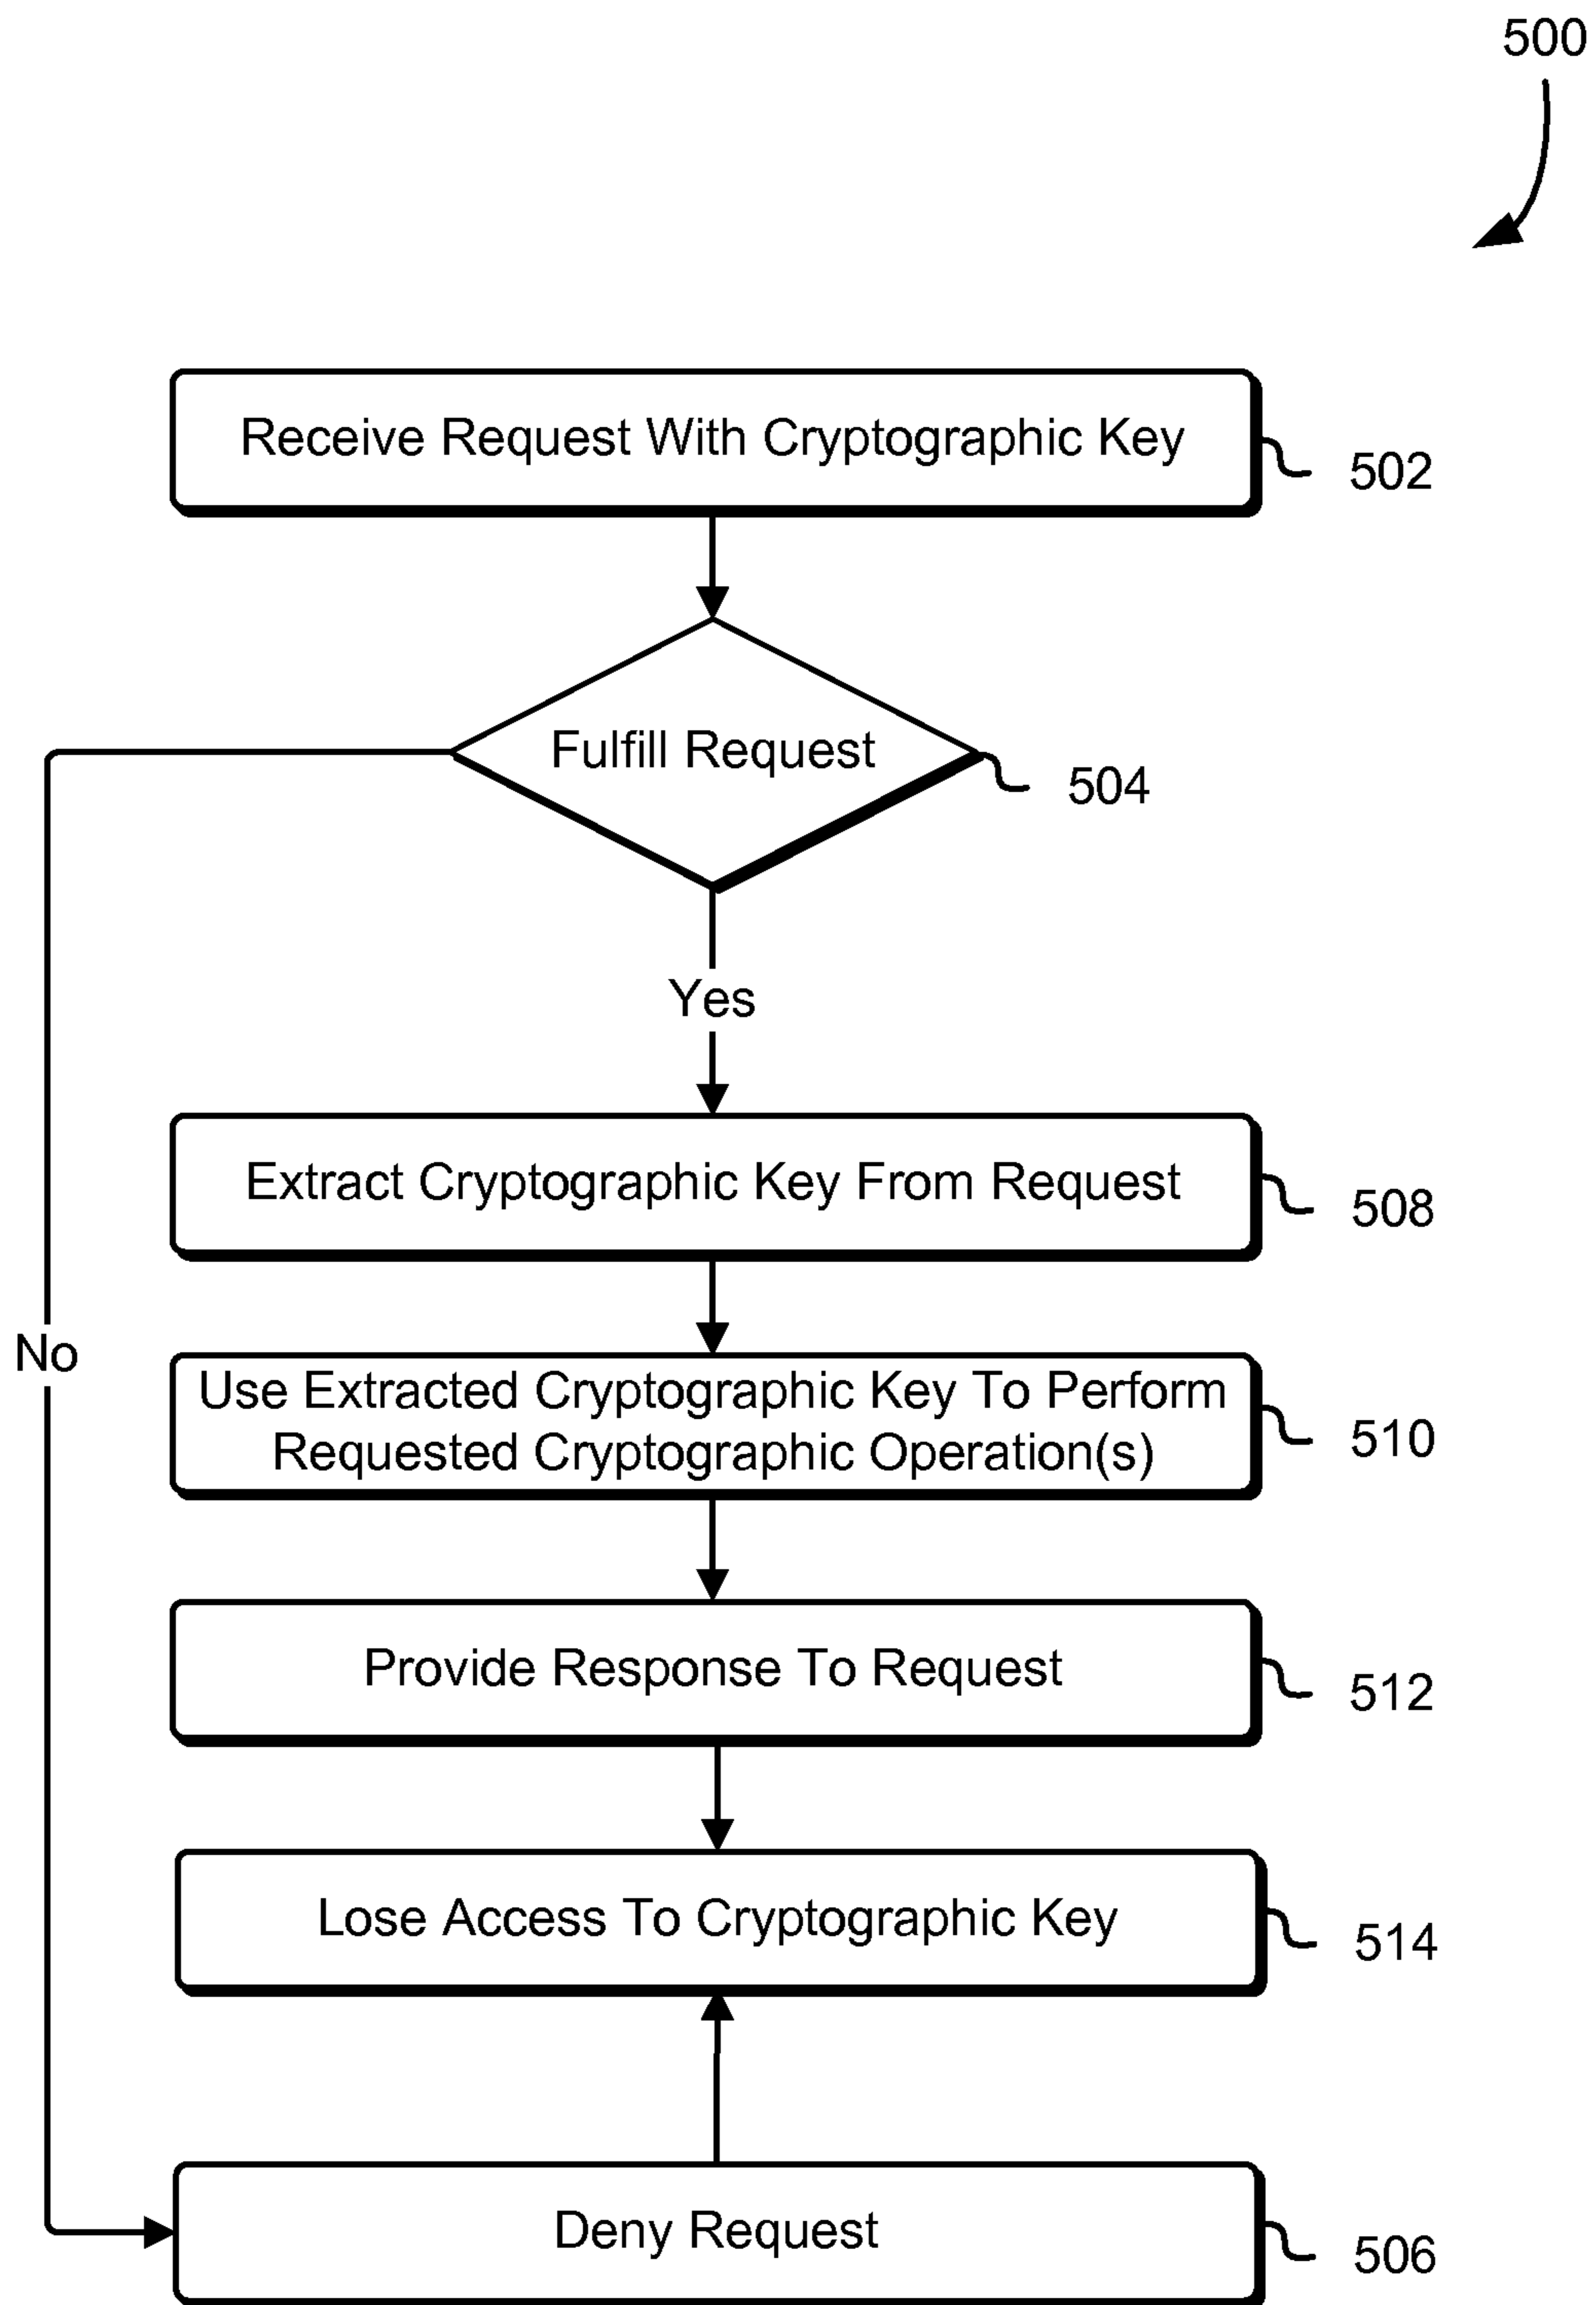 500
Receive Request With Cryptographic Key
502
Fulfill Request
504
Yes
Extract Cryptographic Key From Request
508
No
Use Extracted Cryptographic Key To Perform
Requested Cryptographic Operation(s)
510
Provide Response To Request
512
Lose Access To Cryptographic Key
514
Deny Request
506